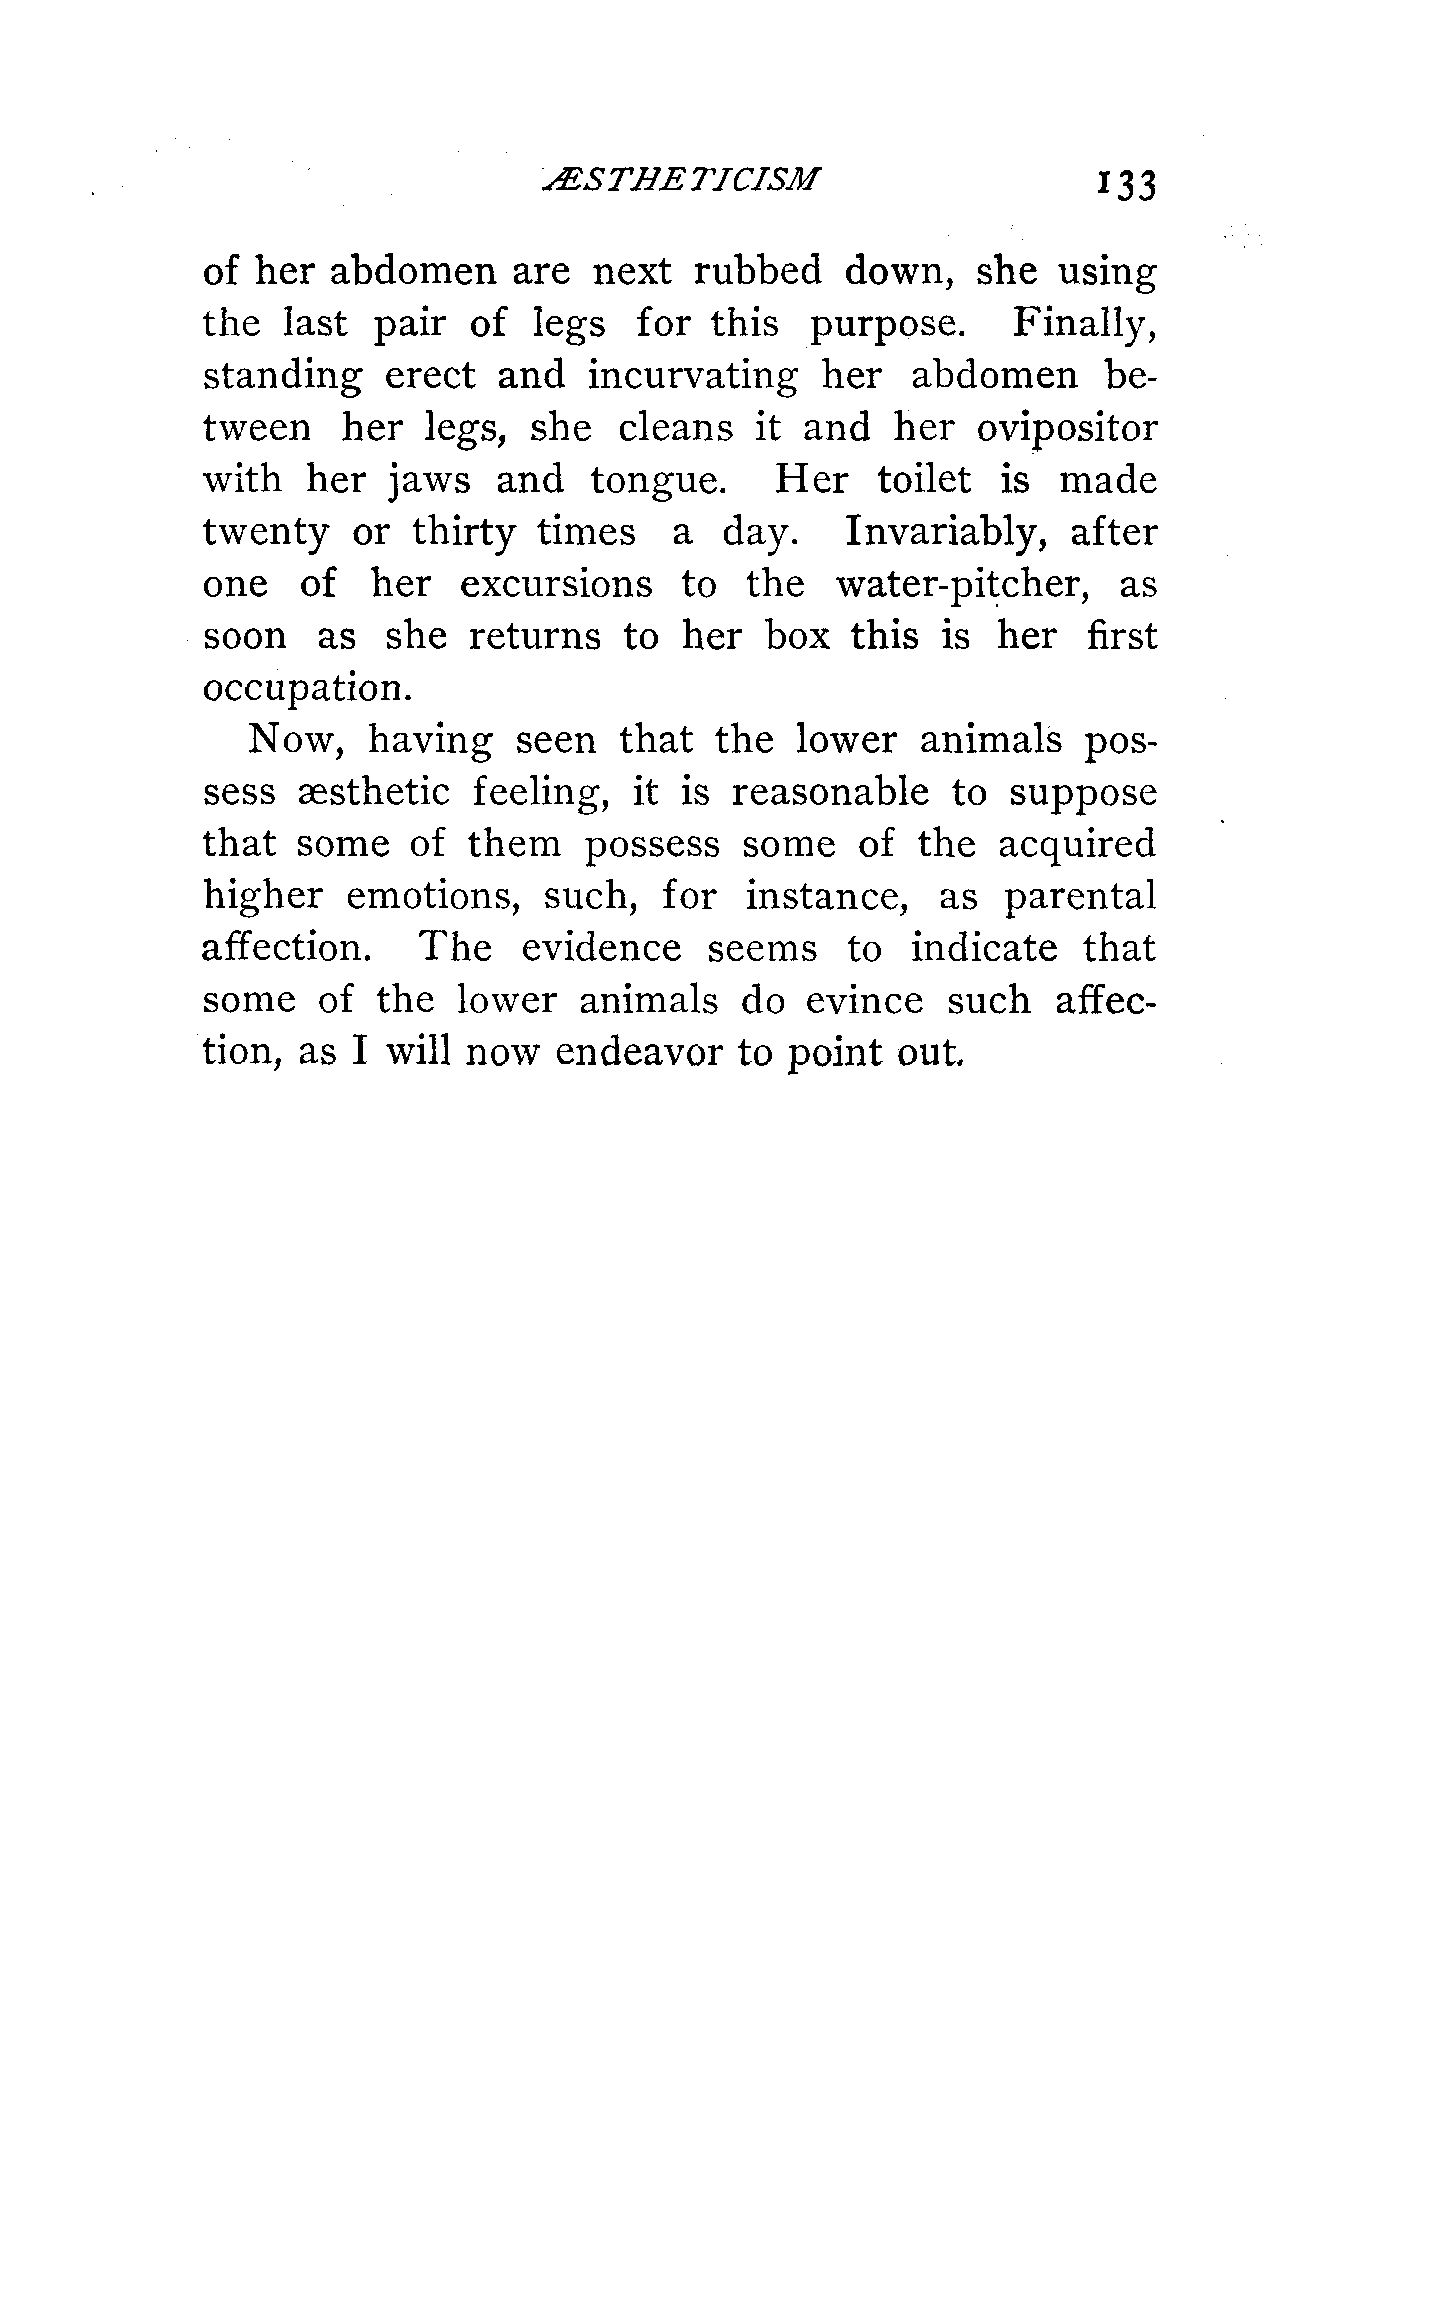 ÆSTHETICISM 133
of her abdomen are next rubbed down, she using
the last pair of legs for this purpose. Finally,
standing erect and incurvating her abdomen be-
tween her legs, she cleans it and her ovipositor
with her jaws and tongue. Her toilet is made
twenty or thirty times a day. Invariably, after
one of her excursions to the water-pitcher, as
soon as she returns to her box this is her first
occupation.
Now, having seen that the lower animals pos-
sess æsthetic feeling, it is reasonable to suppose
that some of them possess some of the acquired
higher emotions, such, for instance, as parental
affection. The evidence seems to indicate that
some of the lower animals do evince such affec-
tion, as I will now endeavor to point out.